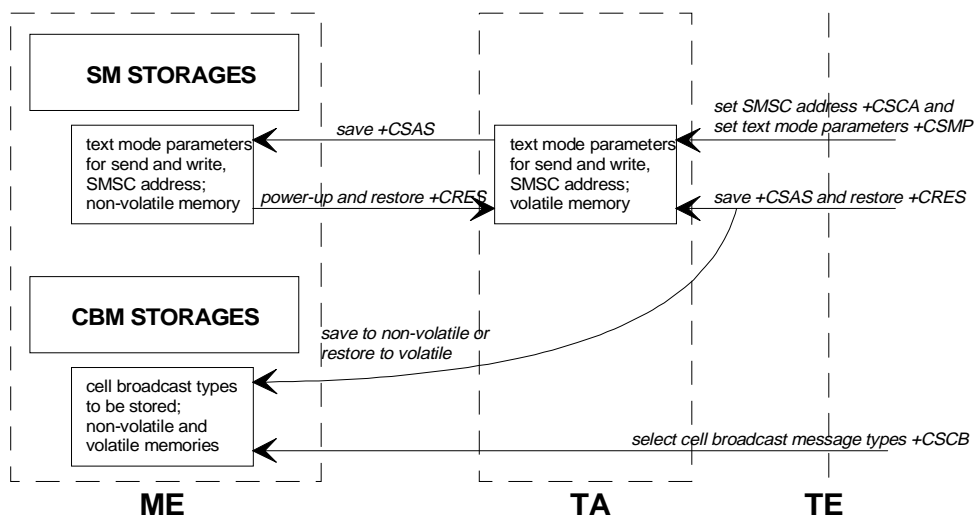 SM STORAGES
set SMSC address +CSCA and
set text mode parameters +CSMP
save +CSAS
text mode parameters
for send and write,
SMSC address;
non-volatile memory
text mode parameters
for send and write,
SMSC address;
volatile memory
power-up and restore +CRES
save +CSAS and restore +CRES
CBM STORAGES
save to non-volatile or
restore to volatile
cell broadcast types
to be stored;
non-volatile and
volatile memories
select cell broadcast message types +CSCB
ME
TA
TE